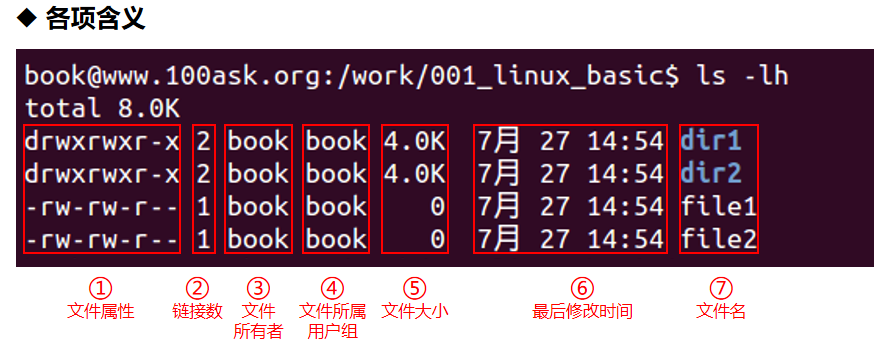 ◆ 各项含义
book@www.100ask.org:/work/001_linux_basic$ ls -lh
total 8.0K
drwxrwxr-x 2 book book 4.0K 7月 27 14:54 dir1
drwxrwxr-x 2 book book 4.0K 7月 27 14:54 dir2
-rw-rw-r-- 1 book book 0 7月 27 14:54 file1
-rw-rw-r-- 1 book book 0 7月 27 14:54 file2
① ② ③ ④ ⑤ ⑥ ⑦
文件属性 链接数 文件 文件所属 文件大小 最后修改时间 文件名
所有者 用户组